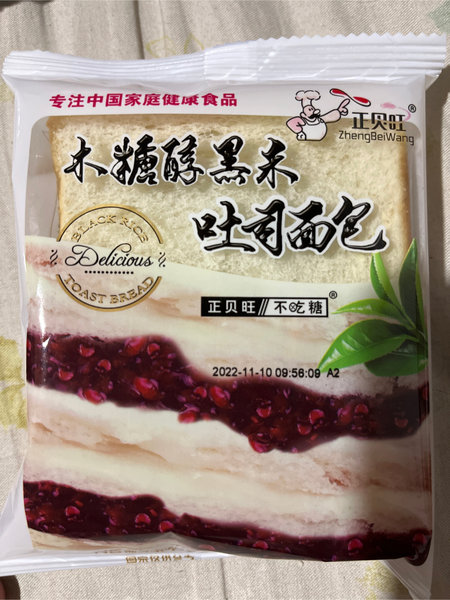 专注中国家庭健康食品
正贝旺®
ZhengBeiWang
木糖醇黑米
吐司面包
BLACK RICE
Delicious
TOAST BREAD
正贝旺 // 不吃糖®
2022-11-10 09:56:09 A2